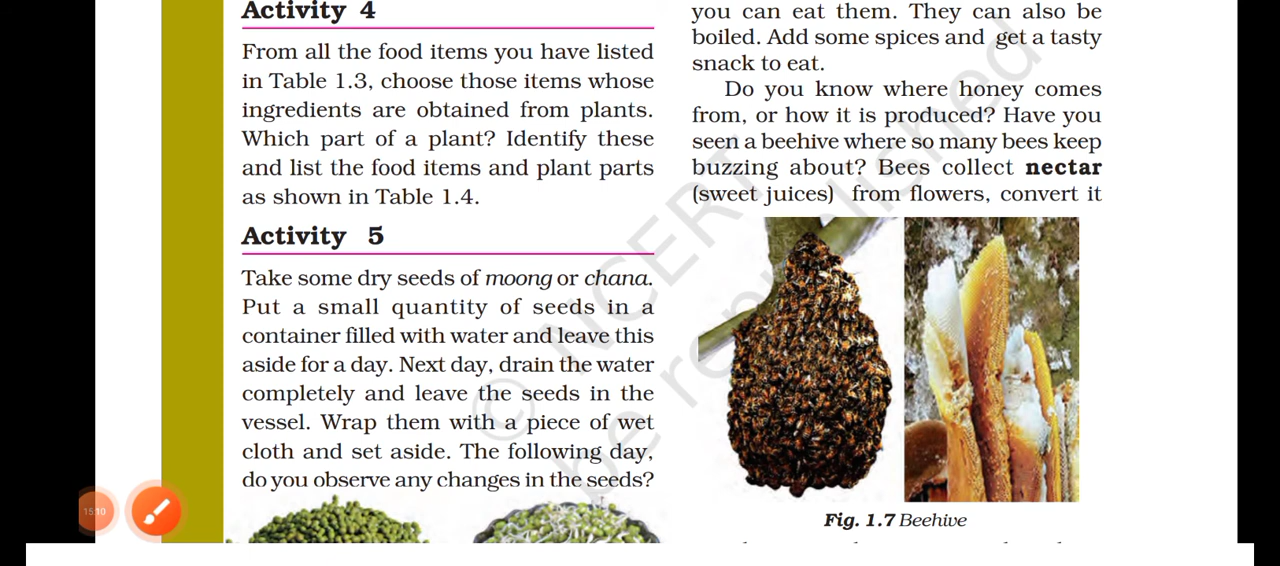 Activity 4
From all the food items you have listed
in Table 1.3, choose those items whose
ingredients are obtained from plants.
Which part of a plant? Identify these
and list the food items and plant parts
as shown in Table 1.4.
Activity 5
Take some dry seeds of moong or chana.
Put a small quantity of seeds in a
container filled with water and leave this
aside for a day. Next day, drain the water
completely and leave the seeds in the
vessel. Wrap them with a piece of wet
cloth and set aside. The following day,
do you observe any changes in the seeds?
you can eat them. They can also be
boiled. Add some spices and get a tasty
snack to eat.
Do you know where honey comes
from, or how it is produced? Have you
seen a beehive where so many bees keep
buzzing about? Bees collect nectar
(sweet juices) from flowers, convert it
Fig. 1.7 Beehive
© NCERT
be republished
15:10